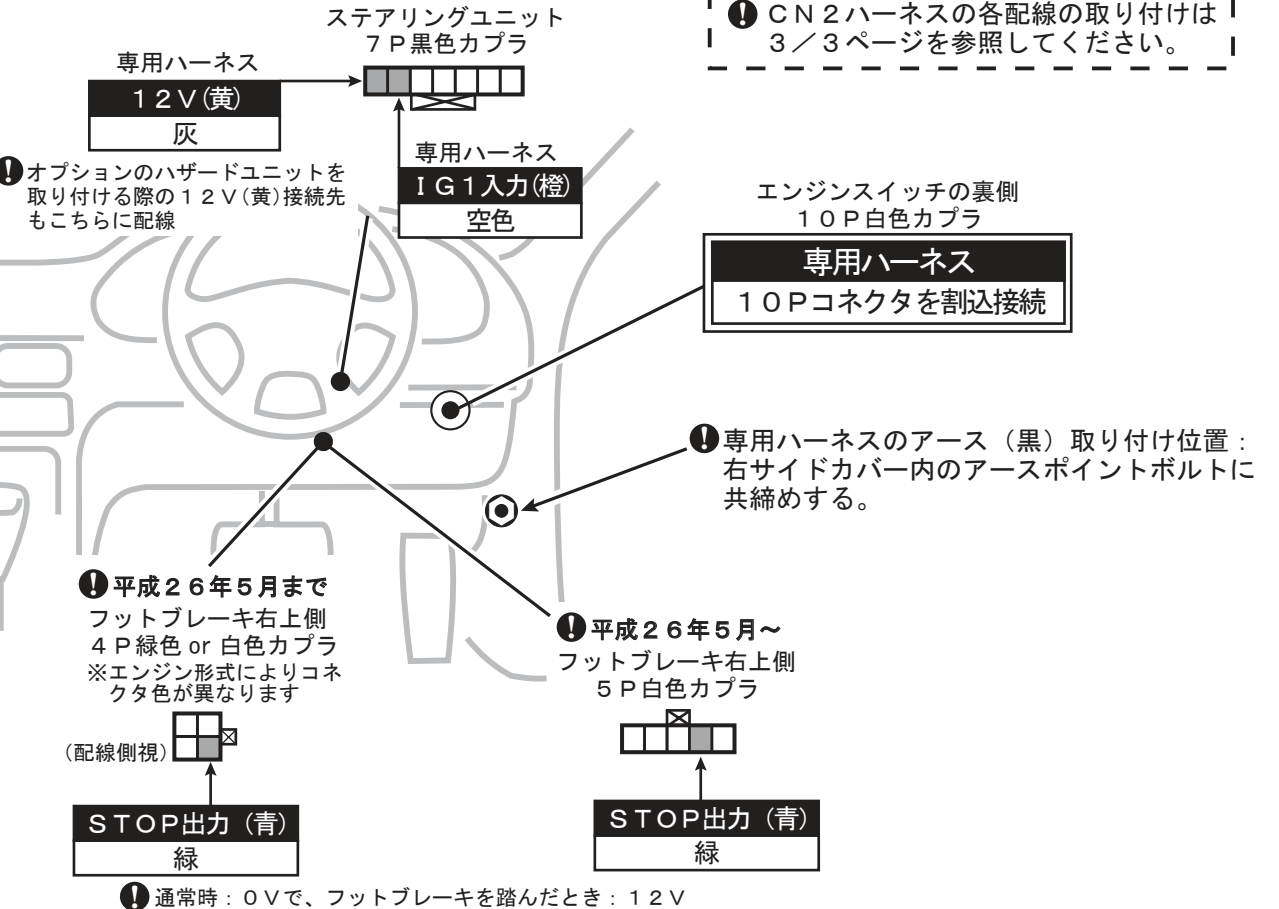 ステアリングユニット
７Ｐ黒色カプラ
❗ＣＮ２ハーネスの各配線の取り付けは
３／３ページを参照してください。
専用ハーネス
１２Ｖ(黄)
灰
❗オプションのハザードユニットを
取り付ける際の１２Ｖ(黄)接続先
もこちらに配線
専用ハーネス
ＩＧ１入力(橙)
空色
エンジンスイッチの裏側
１０Ｐ白色カプラ
専用ハーネス
１０Ｐコネクタを割込接続
❗専用ハーネスのアース（黒）取り付け位置：
右サイドカバー内のアースポイントボルトに
共締めする。
❗平成２６年５月まで
フットブレーキ右上側
４Ｐ緑色 or 白色カプラ
※エンジン形式によりコネ
クタ色が異なります
(配線側視)
ＳＴＯＰ出力（青）
緑
❗平成２６年５月～
フットブレーキ右上側
５Ｐ白色カプラ
ＳＴＯＰ出力（青）
緑
❗通常時：０Ｖで、フットブレーキを踏んだとき：１２Ｖ